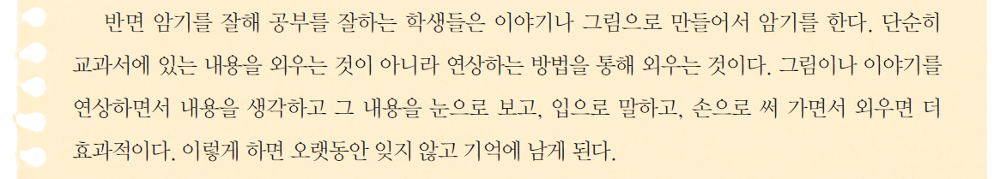 반면 암기를 잘해 공부를 잘하는 학생들은 이야기나 그림으로 만들어서 암기를 한다. 단순히
교과서에 있는 내용을 외우는 것이 아니라 연상하는 방법을 통해 외우는 것이다. 그림이나 이야기를
연상하면서 내용을 생각하고 그 내용을 눈으로 보고, 입으로 말하고, 손으로 써 가면서 외우면 더
효과적이다. 이렇게 하면 오랫동안 잊지 않고 기억에 남게 된다.